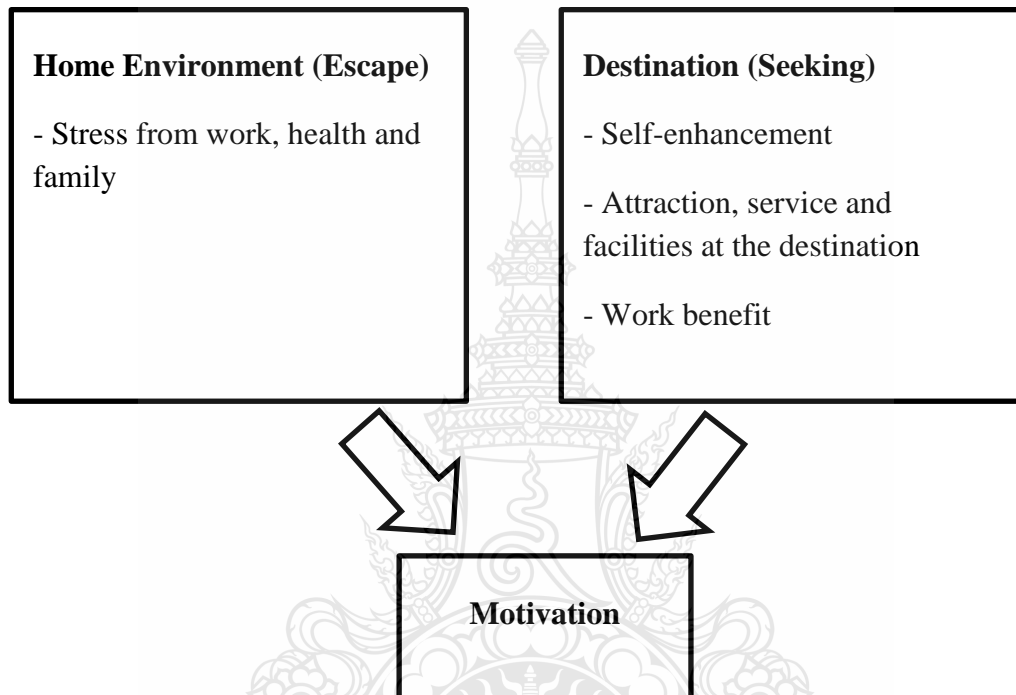 Home Environment (Escape)
- Stress from work, health and
family
Destination (Seeking)
- Self-enhancement
- Attraction, service and
facilities at the destination
- Work benefit
Motivation